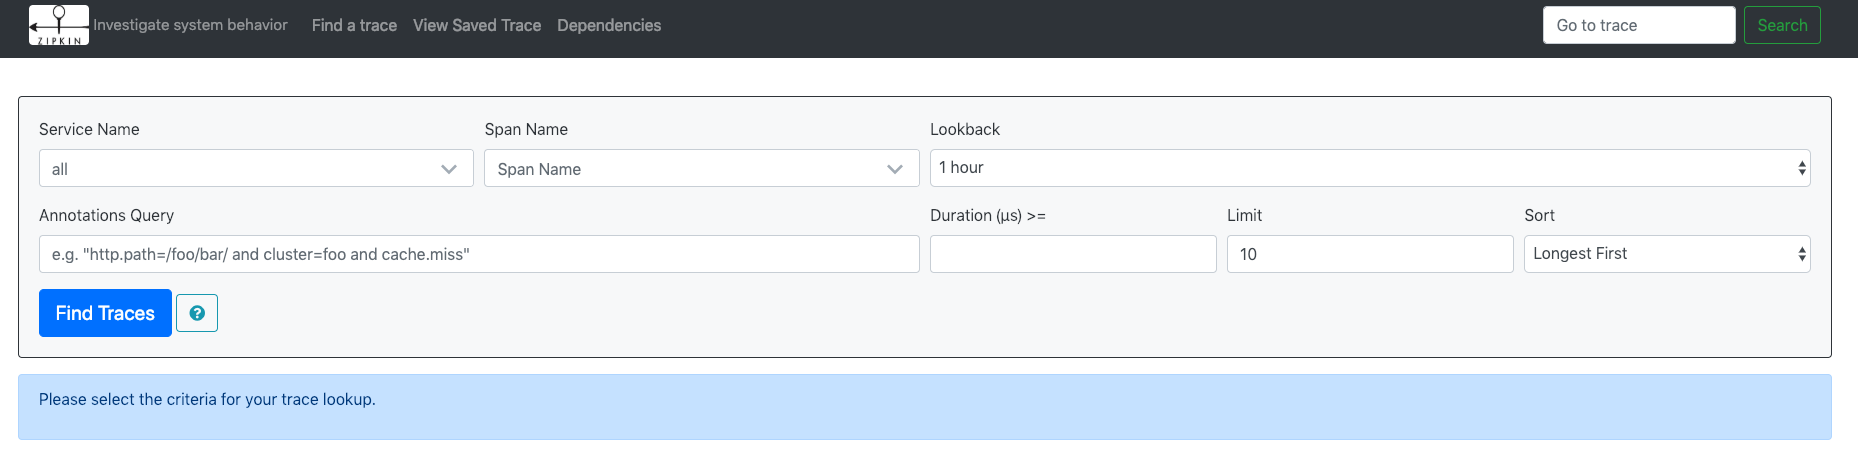 ZIPKIN Investigate system behavior Find a trace View Saved Trace Dependencies Go to trace Search
Service Name Span Name Lookback
all Span Name 1 hour
Annotations Query Duration (μs) >= Limit Sort
e.g. "http.path=/foo/bar/ and cluster=foo and cache.miss" 10 Longest First
Find Traces ?
Please select the criteria for your trace lookup.